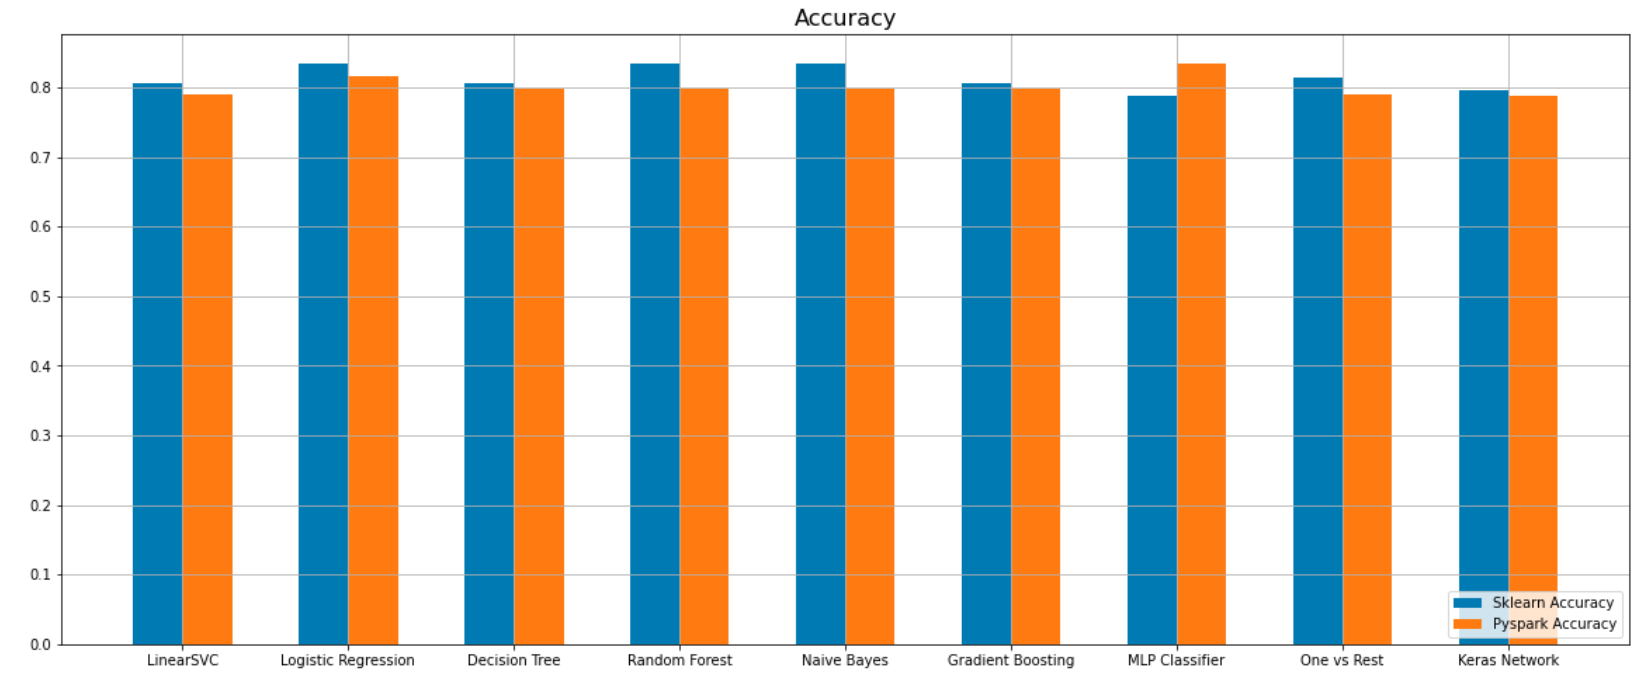 Accuracy
0.8
0.7
0.6
0.5
0.4
0.3
0.2
0.1
0.0
LinearSVC Logistic Regression Decision Tree Random Forest Naive Bayes Gradient Boosting MLP Classifier One vs Rest Keras Network
Sklearn Accuracy
Pyspark Accuracy